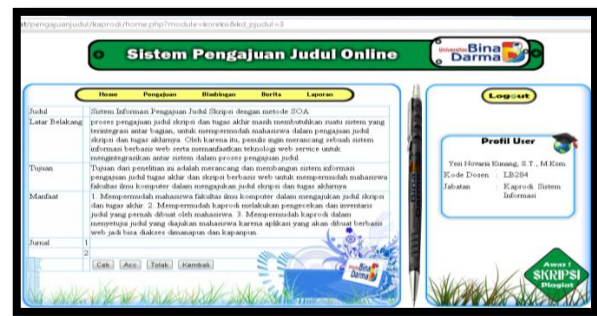 at/pengajuanjudul/kaprodi/home.php?module=koreksi&kd_pjudul=3
Sistem Pengajuan Judul Online
Universitas Bina
Darma
Home Pengajuan Bimbingan Berita Laporan
Judul Sistem Informasi Pengajuan Judul Skripsi dengan metode SOA
Latar Belakang proses pengajuan judul skripsi dan tugas akhir masih membutuhkan suatu sistem yang
terintegrasi antar bagian, untuk mempermudah mahasiswa dalam pengajuan judul
skripsi dan tugas akhirnya. Oleh karena itu, penulis ingin merancang sebuah sistem
informasi berbasis web serta memanfaatkan teknologi web service untuk
mengintegrasikan antar sistem dalam proses pengajuan judul.
Tujuan Tujuan dari penelitian ini adalah merancang dan membangun sistem informasi
pengajuan judul tugas akhir dan skripsi berbasis web untuk mempermudah mahasiswa
fakultas ilmu komputer dalam mengajukan judul skripsi dan tugas akhirnya
Manfaat 1. Mempermudah mahasiswa fakultas ilmu komputer dalam mengajukan judul skripsi
dan tugas akhir. 2. Mempermudah kaprodi melakukan pengecekan dan inventaris
judul yang pernah dibuat oleh mahasiswa. 3. Mempermudah kaprodi dalam
menyetujui judul yang diajukan mahasiswa karena aplikasi yang akan dibuat berbasis
web jadi bisa diakses dimanapun dan kapanpun.
Jurnal 1
2
Cek Acc Tolak Kembali
Bina
Darma
Logout
Profil User
Yesi Novaria Kunang, S.T., M.Kom.
Kode Dosen : LB284
Jabatan : Kaprodi Sistem
Informasi
Awas !
SKRIPSI
Plagiat